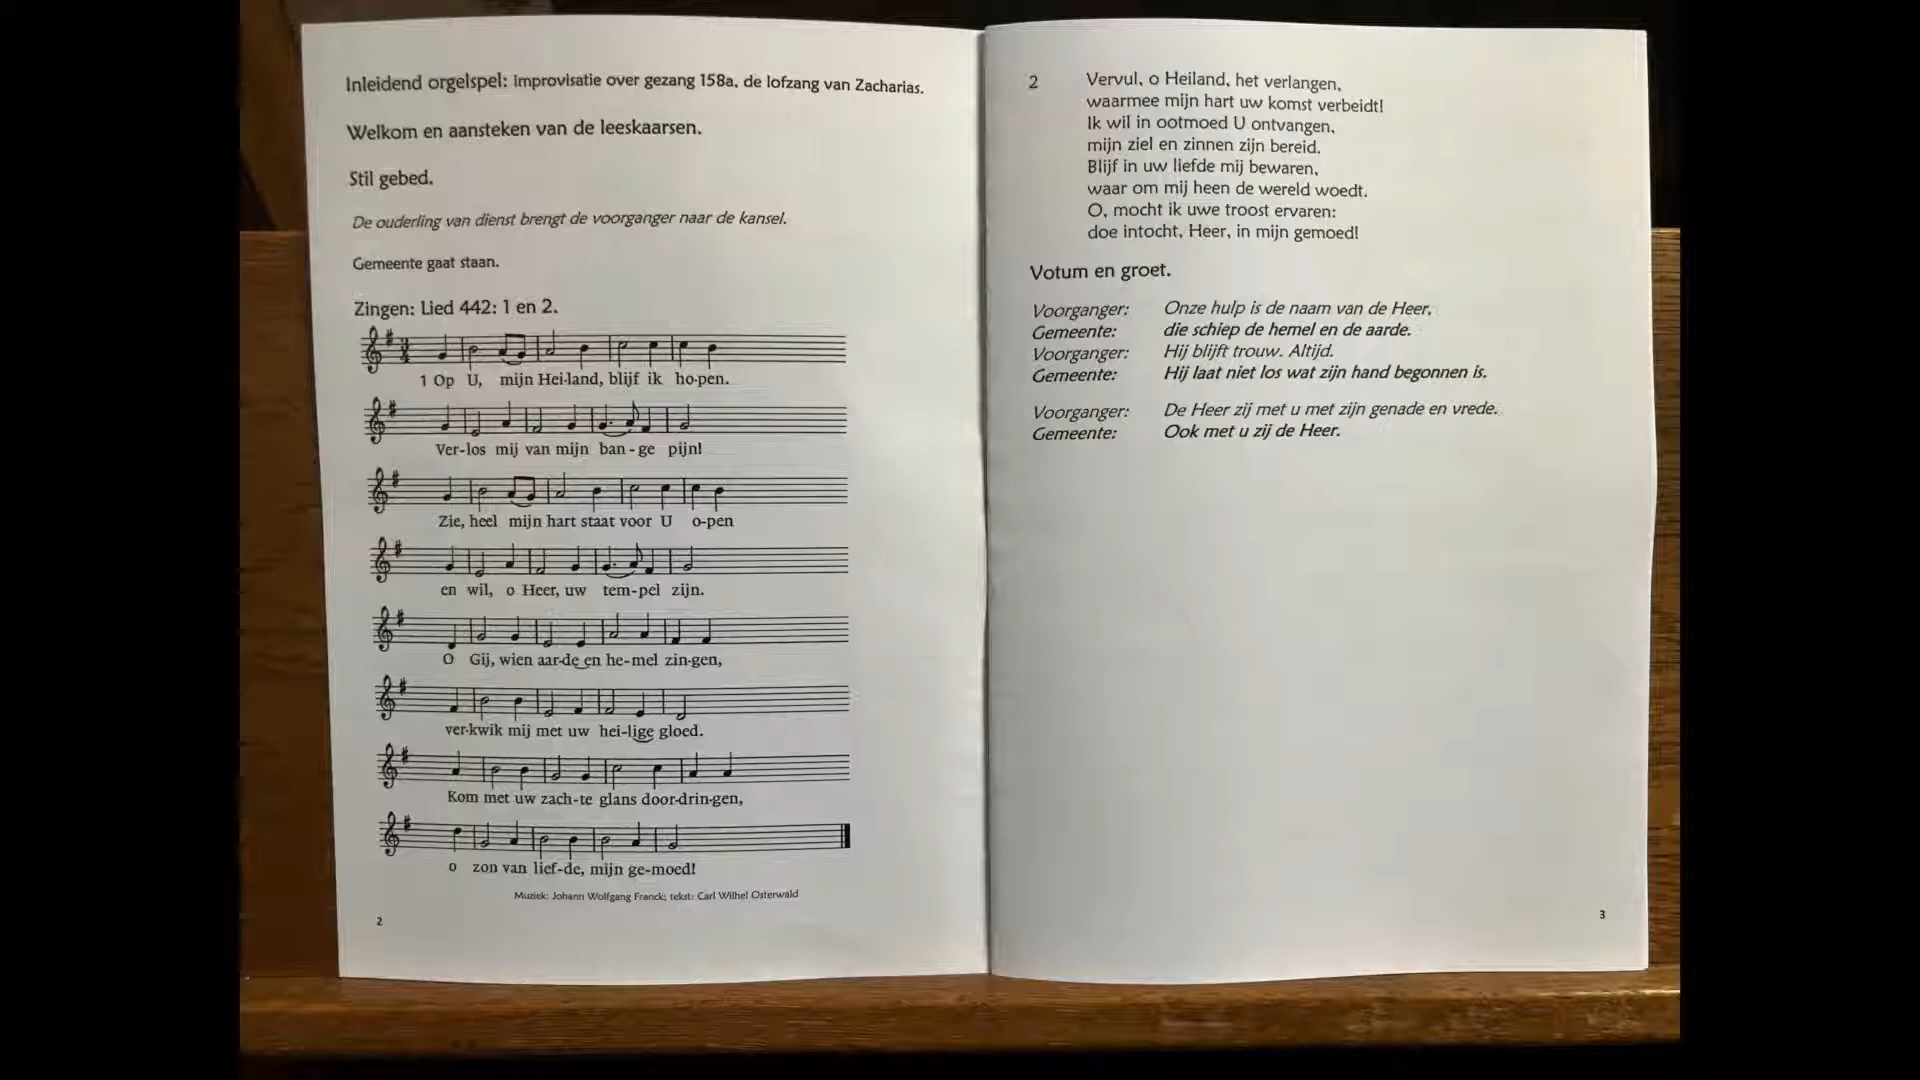 Inleidend orgelspel: improvisatie over gezang 158a, de lofzang van Zacharias.
Welkom en aansteken van de leeskaarsen.
Stil gebed.
De ouderling van dienst brengt de voorganger naar de kansel.
Gemeente gaat staan.
Zingen: Lied 442: 1 en 2.
1 Op U, mijn Hei-land, blijf ik ho-pen.
Ver-los mij van mijn ban-ge pijn!
Zie, heel mijn hart staat voor U o-pen
en wil, o Heer, uw tem-pel zijn.
O Gij, wien aar-de en he-mel zin-gen,
ver-kwik mij met uw hei-lige gloed.
Kom met uw zach-te glans door-drin-gen,
o zon van lief-de, mijn ge-moed!
Muziek: Johann Wolfgang Franck; tekst: Carl Wilhel Osterwald
2
2 Vervul, o Heiland, het verlangen,
waarmee mijn hart uw komst verbeidt!
Ik wil in ootmoed U ontvangen,
mijn ziel en zinnen zijn bereid.
Blijf in uw liefde mij bewaren,
waar om mij heen de wereld woedt.
O, mocht ik uwe troost ervaren:
doe intocht, Heer, in mijn gemoed!
Votum en groet.
Voorganger: Onze hulp is de naam van de Heer,
Gemeente: die schiep de hemel en de aarde.
Voorganger: Hij blijft trouw. Altijd.
Gemeente: Hij laat niet los wat zijn hand begonnen is.
Voorganger: De Heer zij met u met zijn genade en vrede.
Gemeente: Ook met u zij de Heer.
3